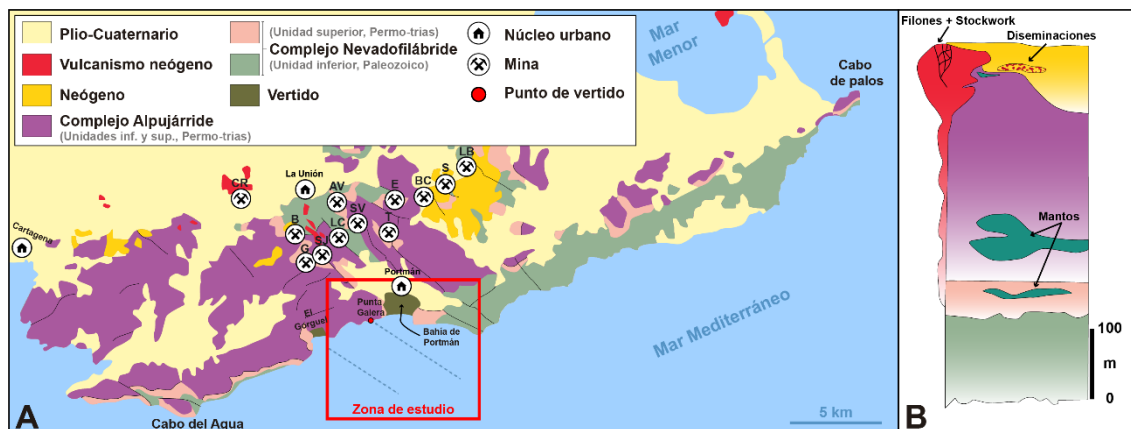 Plio-Cuaternario
Vulcanismo neógeno
Neógeno
Complejo Alpujárride
(Unidades inf. y sup., Permo-trías)
(Unidad superior, Permo-trías)
Complejo Nevadofilábride
(Unidad inferior, Paleozoico)
Vertido
Núcleo urbano
Mina
Punto de vertido
Mar
Menor
Cabo
de palos
LB
S
BC
E
CR
La Unión
AV
SV
T
B
LC
SJ
G
Cartagena
Portmán
Punta
Galera
El
Gorguel
Bahía de
Portmán
Mar Mediterráneo
Zona de estudio
Cabo del Agua
5 km
A
Filones + Stockwork
Diseminaciones
Mantos
100
m
0
B